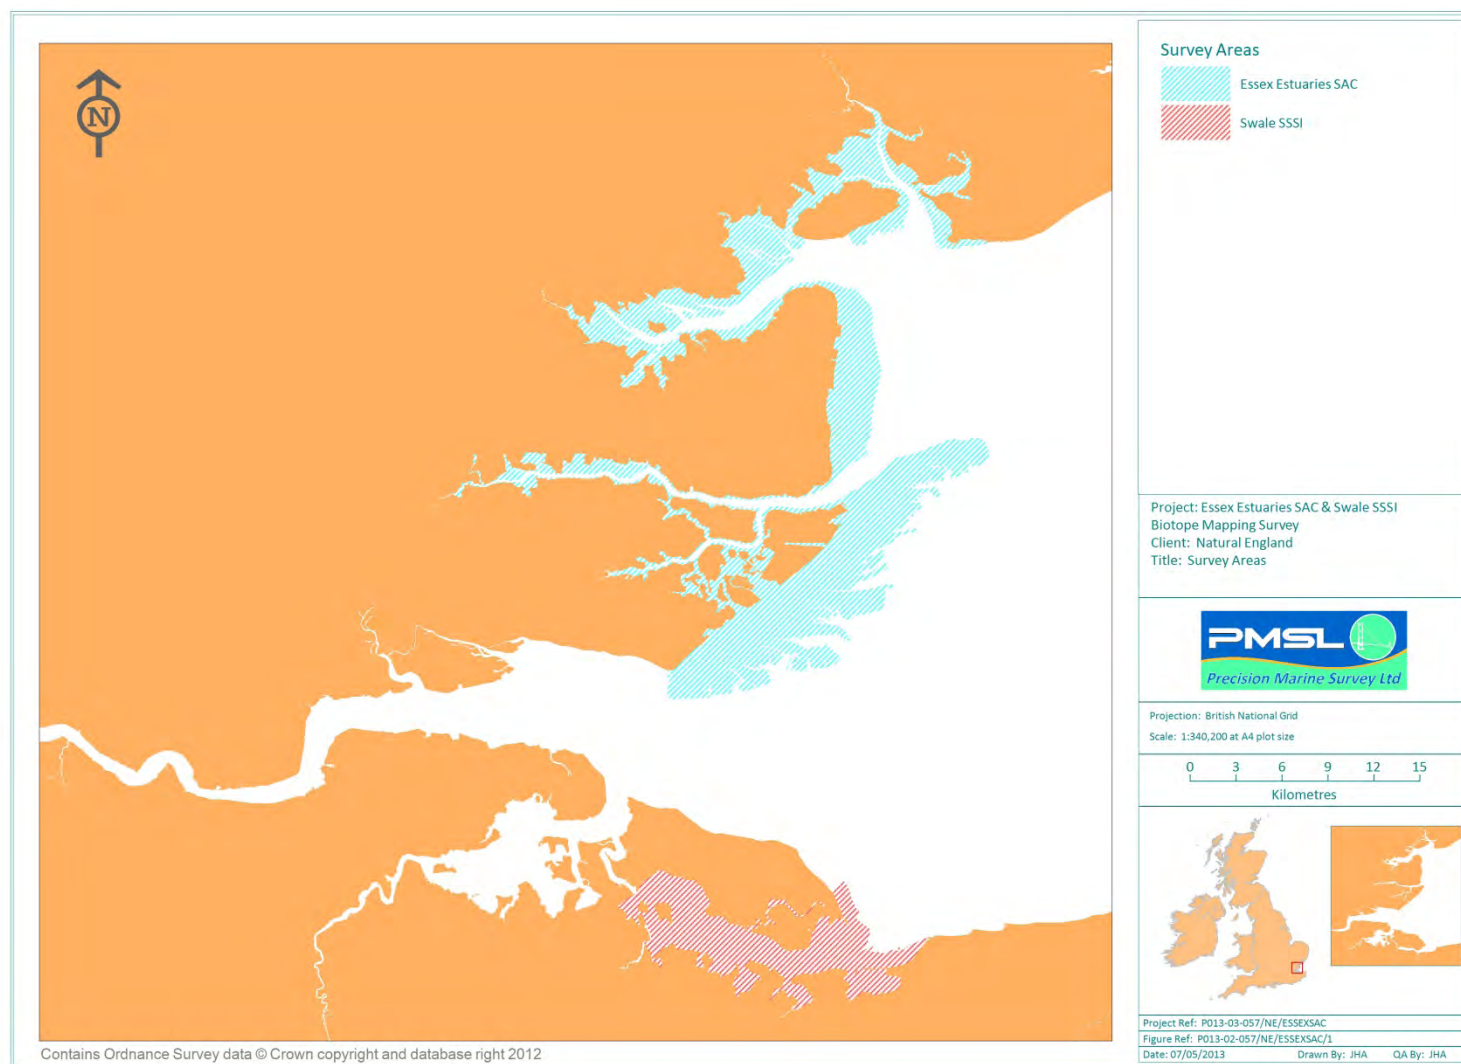 N
Survey Areas
Essex Estuaries SAC
Swale SSSI
Project: Essex Estuaries SAC & Swale SSSI
Biotope Mapping Survey
Client: Natural England
Title: Survey Areas
PMSL
Precision Marine Survey Ltd
Projection: British National Grid
Scale: 1:340,200 at A4 plot size
0 3 6 9 12 15
Kilometres
Project Ref: P013-03-057/NE/ESSEXSAC
Figure Ref: P013-02-057/NE/ESSEXSAC/1
Date: 07/05/2013 Drawn By: JHA QA By: JHA
Contains Ordnance Survey data © Crown copyright and database right 2012